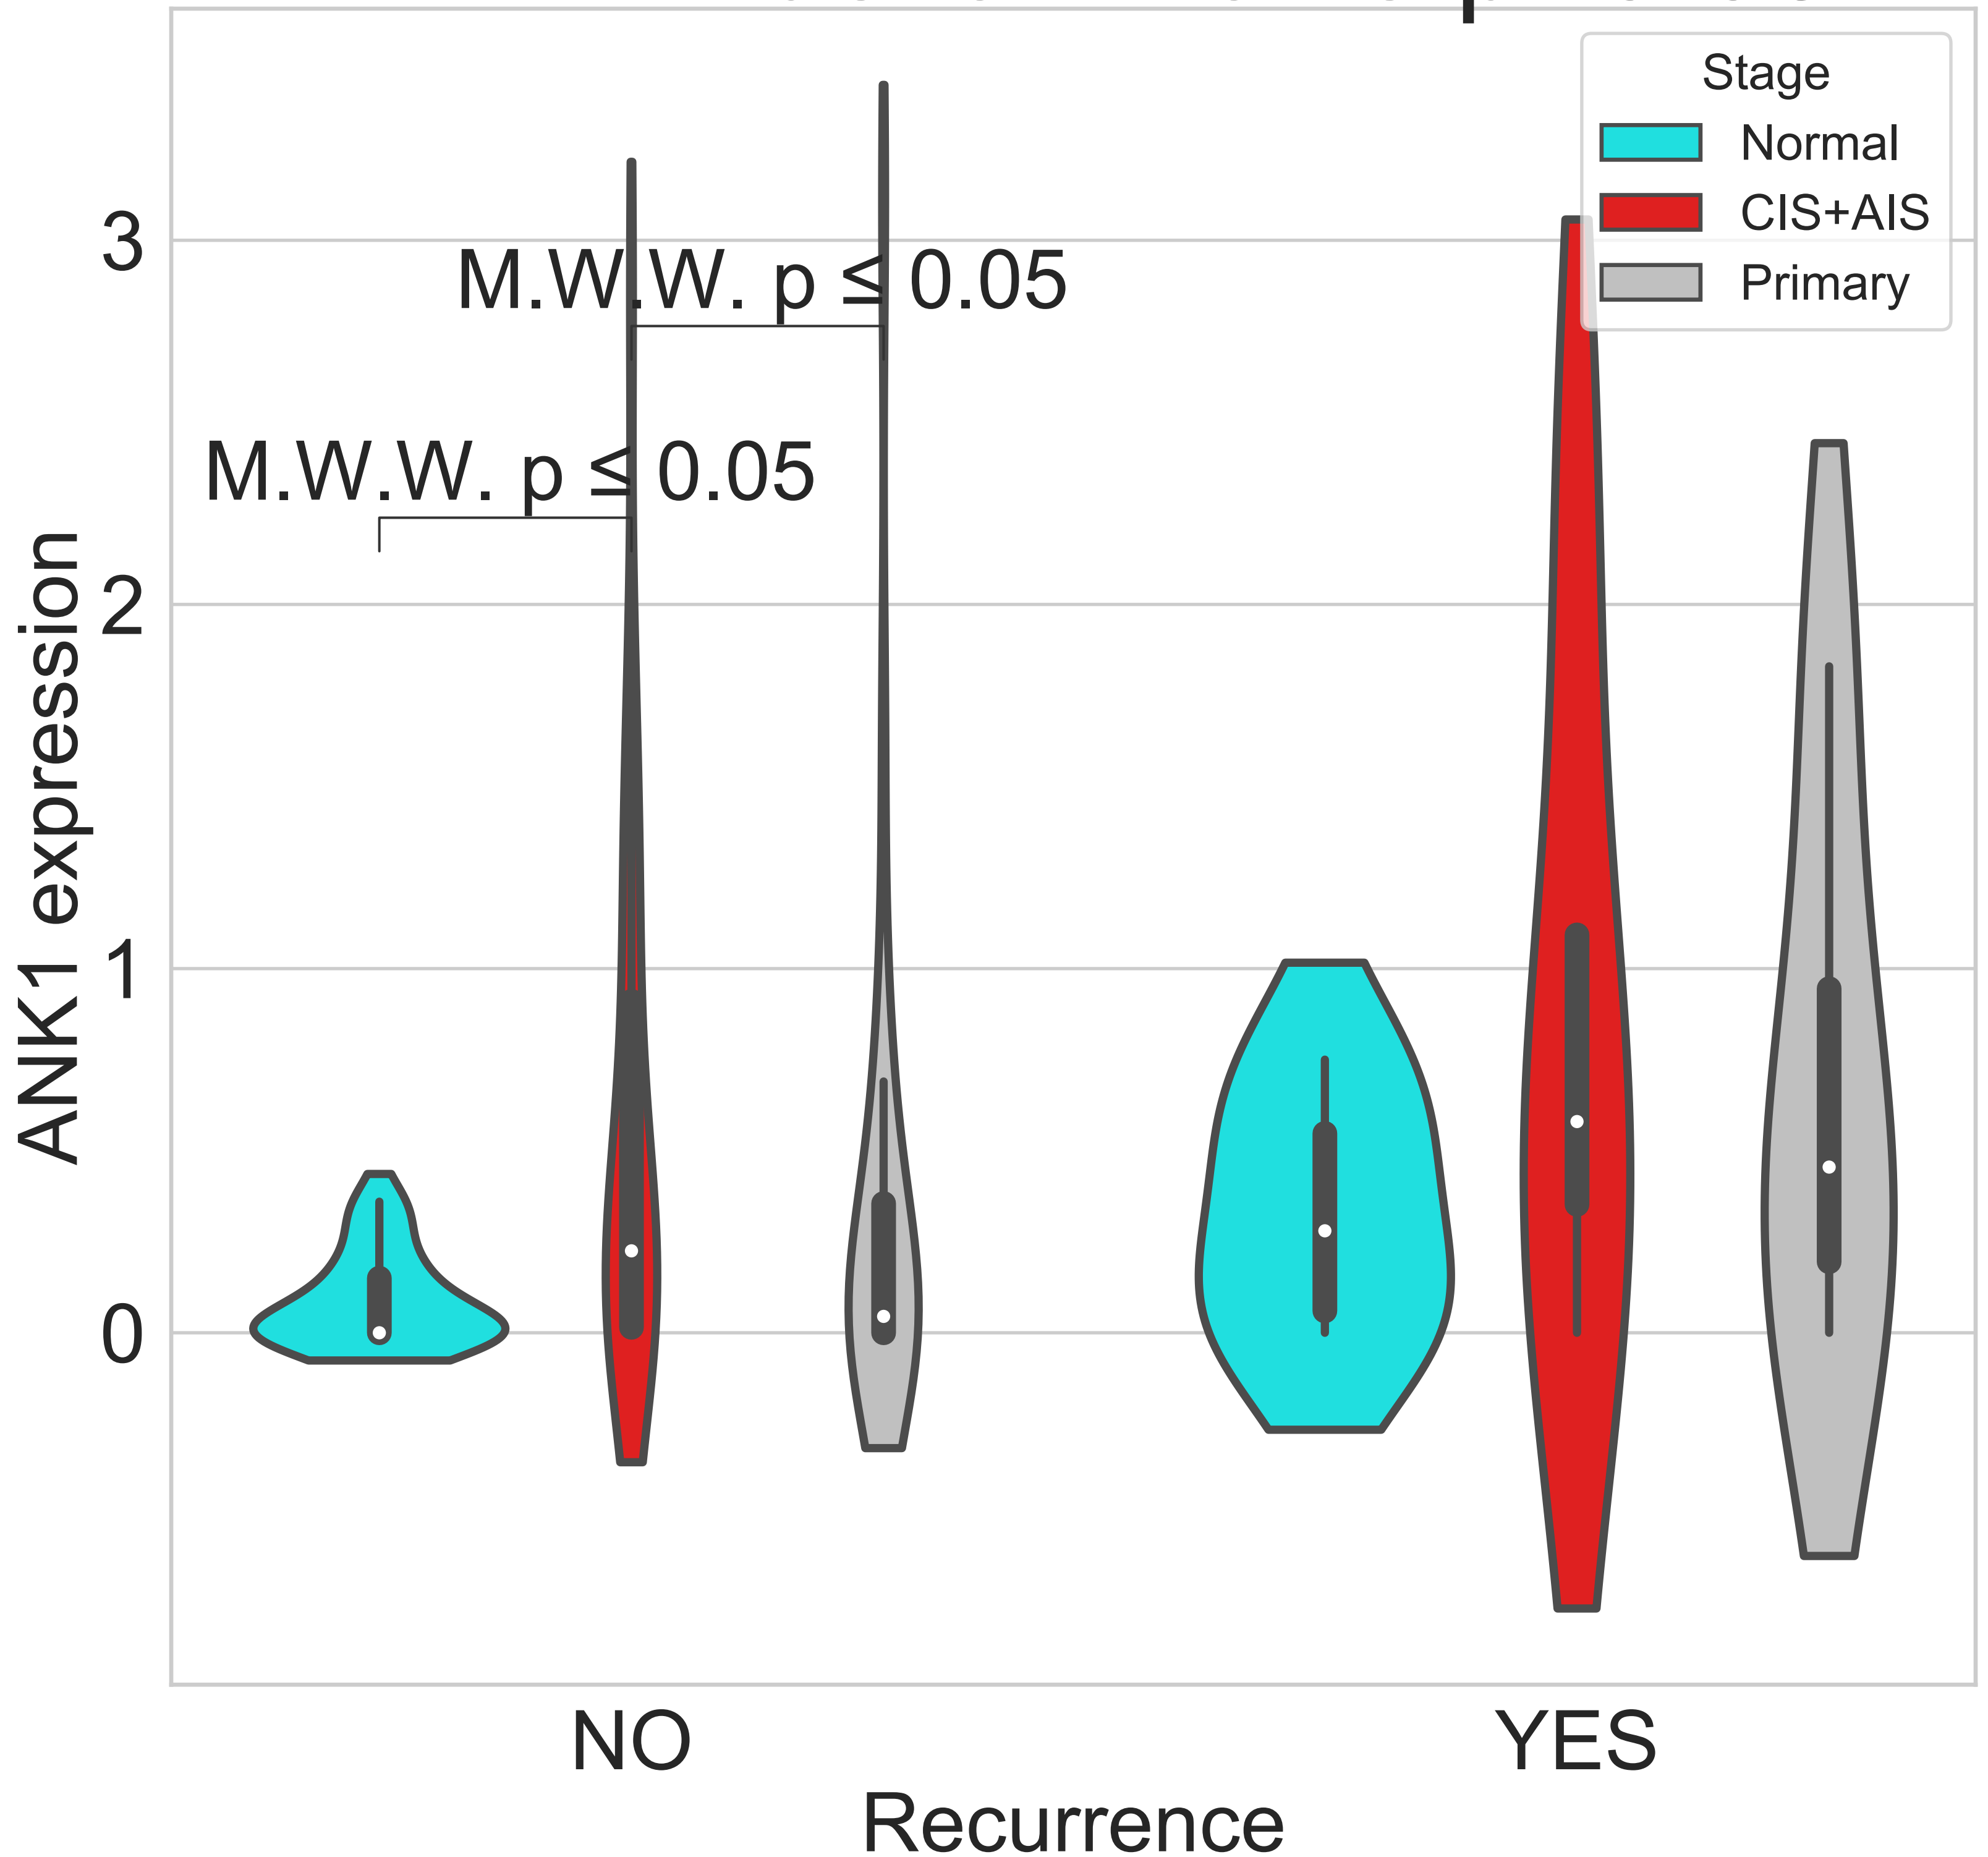 Stage
Normal
CIS+AIS
Primary
M.W.W. p ≤ 0.05
M.W.W. p ≤ 0.05
ANK1 expression
3
2
1
0
NO
YES
Recurrence